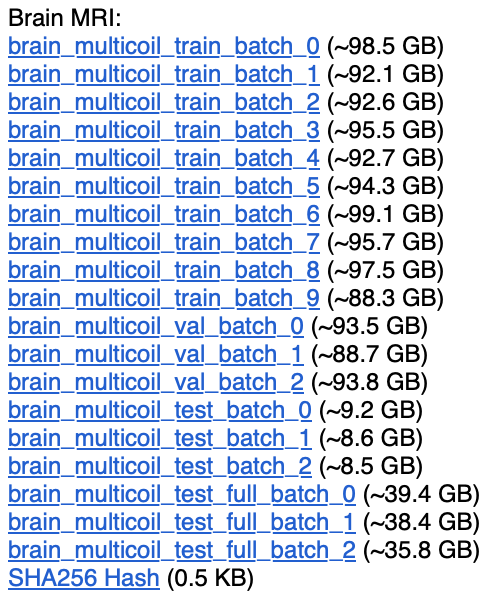 Brain MRI:
brain_multicoil_train_batch_0 (~98.5 GB)
brain_multicoil_train_batch_1 (~92.1 GB)
brain_multicoil_train_batch_2 (~92.6 GB)
brain_multicoil_train_batch_3 (~95.5 GB)
brain_multicoil_train_batch_4 (~92.7 GB)
brain_multicoil_train_batch_5 (~94.3 GB)
brain_multicoil_train_batch_6 (~99.1 GB)
brain_multicoil_train_batch_7 (~95.7 GB)
brain_multicoil_train_batch_8 (~97.5 GB)
brain_multicoil_train_batch_9 (~88.3 GB)
brain_multicoil_val_batch_0 (~93.5 GB)
brain_multicoil_val_batch_1 (~88.7 GB)
brain_multicoil_val_batch_2 (~93.8 GB)
brain_multicoil_test_batch_0 (~9.2 GB)
brain_multicoil_test_batch_1 (~8.6 GB)
brain_multicoil_test_batch_2 (~8.5 GB)
brain_multicoil_test_full_batch_0 (~39.4 GB)
brain_multicoil_test_full_batch_1 (~38.4 GB)
brain_multicoil_test_full_batch_2 (~35.8 GB)
SHA256 Hash (0.5 KB)